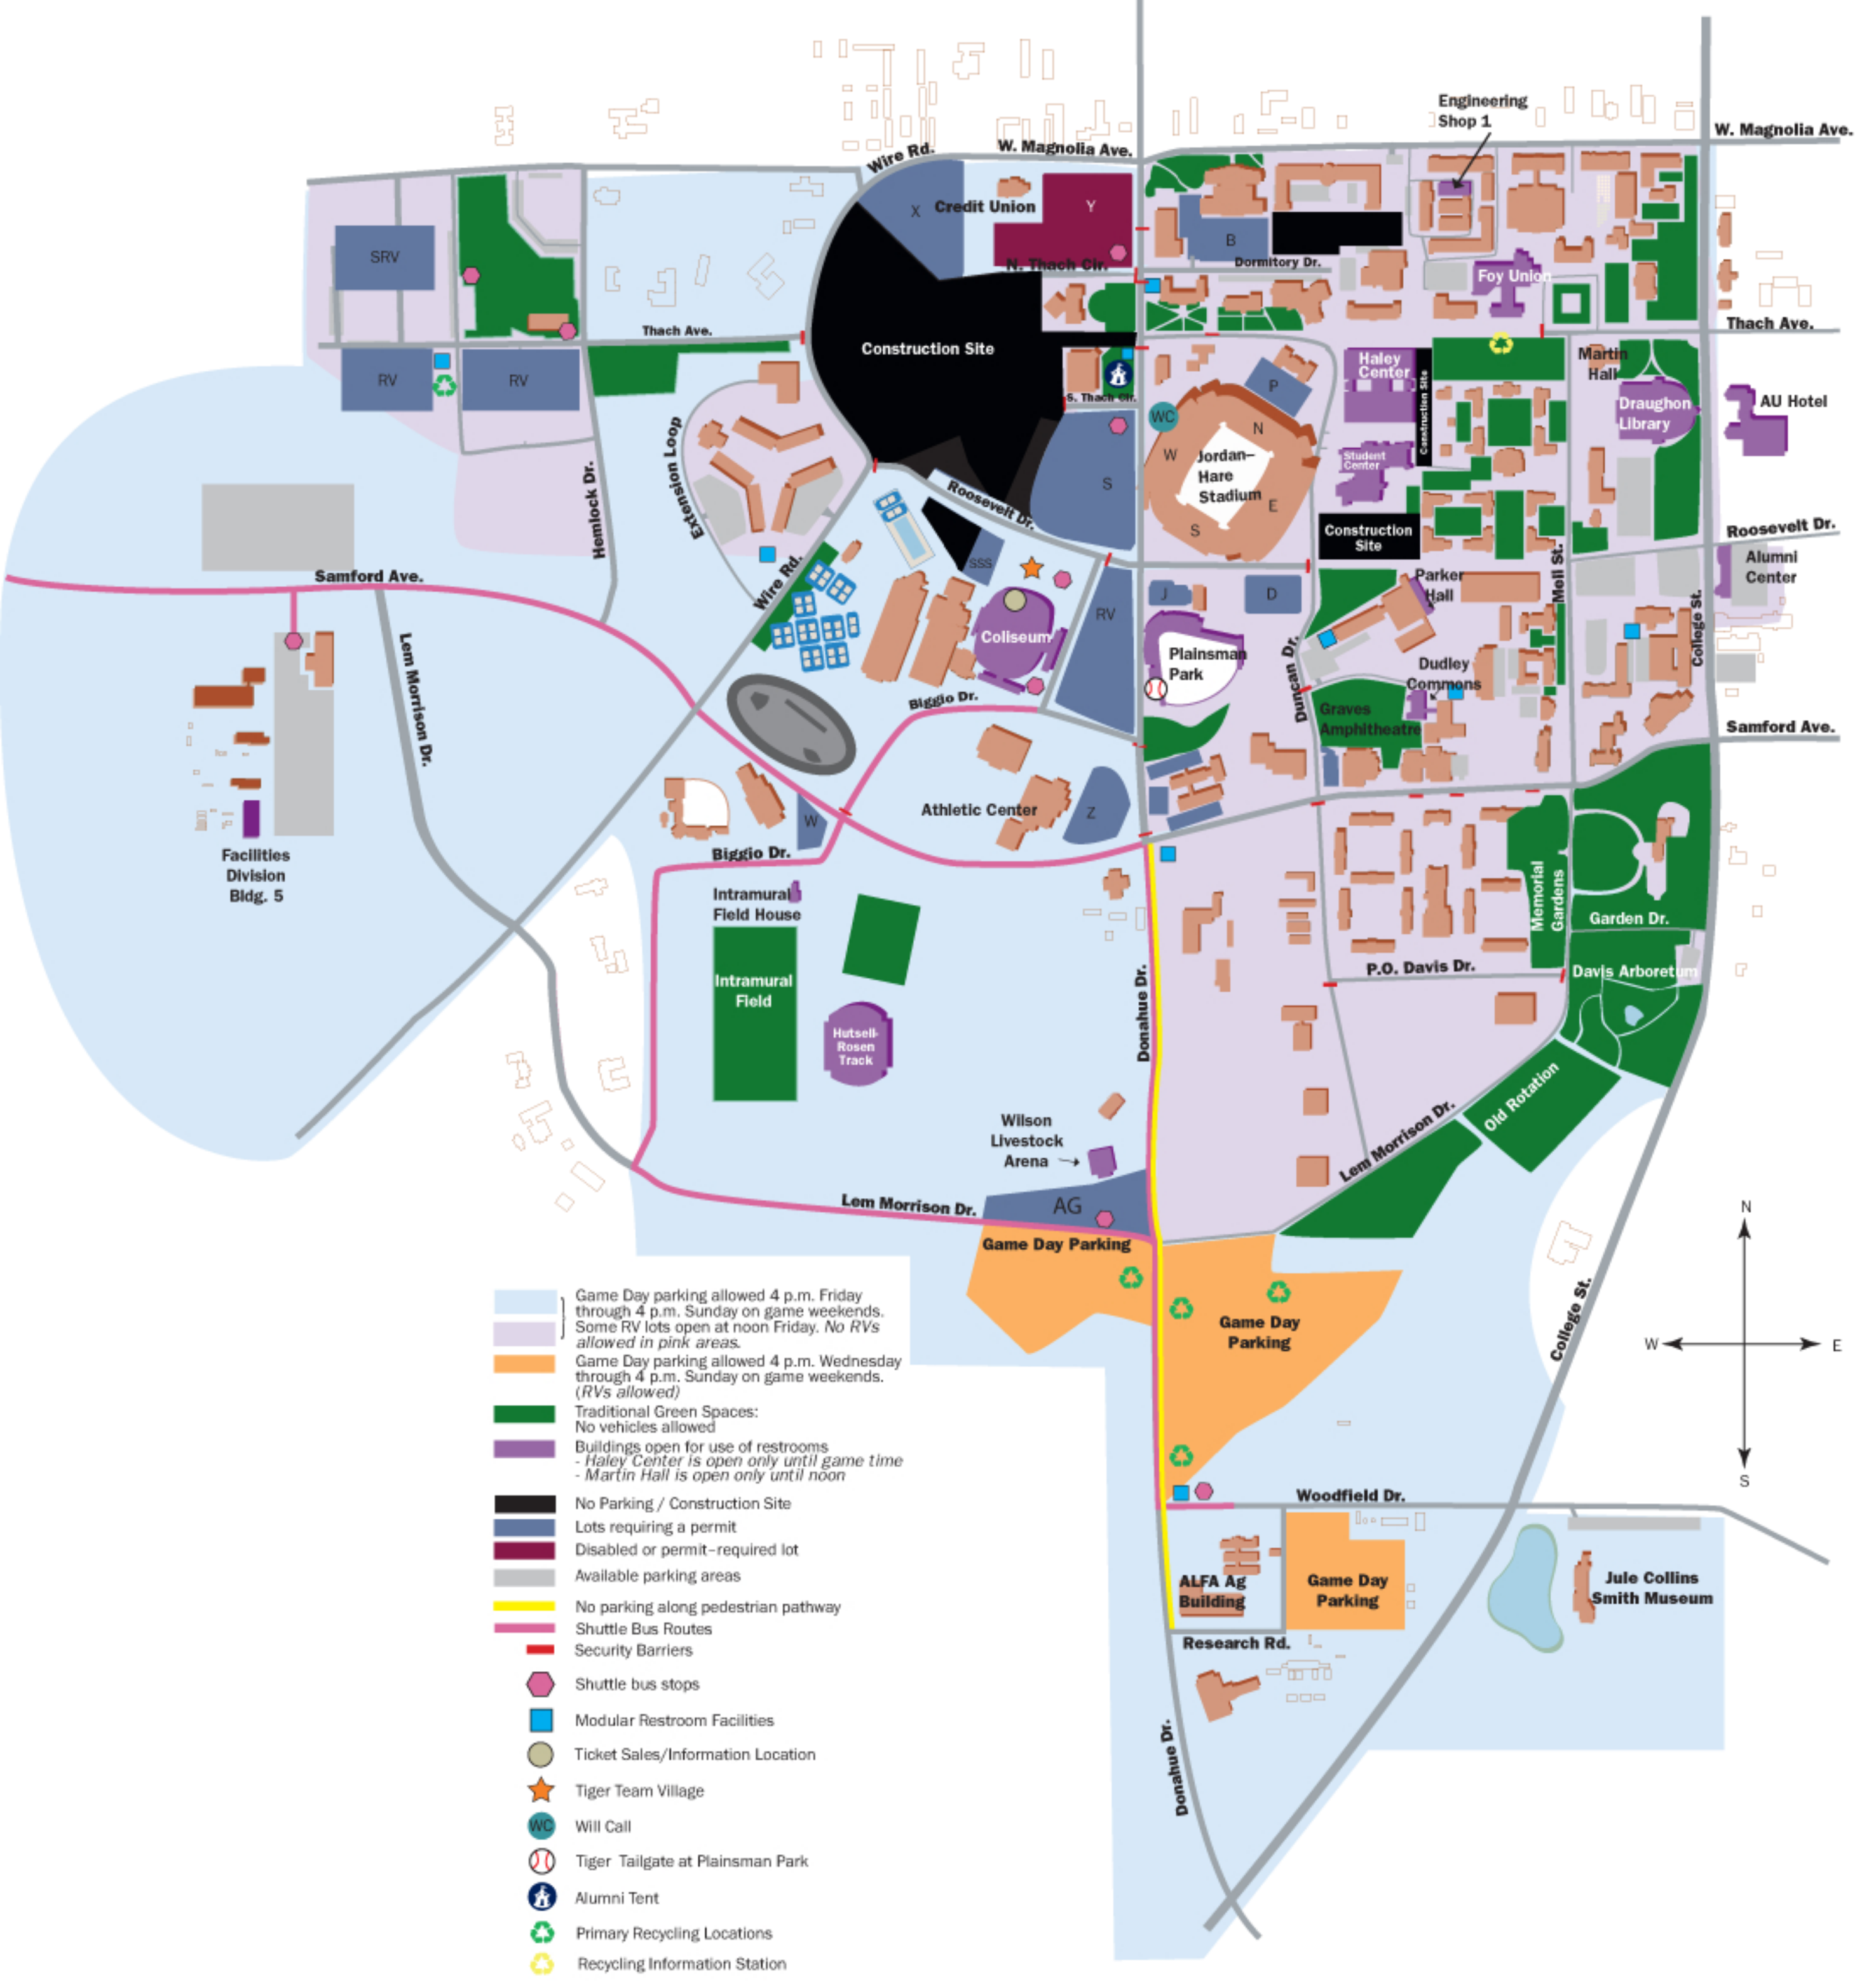 Engineering
Shop 1
W. Magnolia Ave.
Wire Rd.
W. Magnolia Ave.
X
Credit Union
Y
B
SRV
N. Thach Cir.
Dormitory Dr.
Foy Union
Thach Ave.
Thach Ave.
Construction Site
Haley
Center
Construction Site
Martin
Hall
RV
RV
S. Thach Cir.
P
WC
Draughon
Library
AU Hotel
Extension Loop
N
W
Jordan–
Hare
Stadium
E
S
Student
Center
S
Hemlock Dr.
Roosevelt Dr.
Construction
Site
Roosevelt Dr.
SSS
Alumni
Center
Samford Ave.
Wire Rd.
Mell St.
Parker
Hall
J
D
RV
College St.
Coliseum
Lem Morrison Dr.
Plainsman
Park
Duncan Dr.
Dudley
Commons
Biggio Dr.
Graves
Amphitheatre
Samford Ave.
W
Athletic Center
Z
Facilities
Division
Bldg. 5
Biggio Dr.
Intramural
Field House
Memorial
Gardens
Garden Dr.
Intramural
Field
Donahue Dr.
P.O. Davis Dr.
Davis Arboretum
Hutsell-
Rosen
Track
Old Rotation
Wilson
Livestock
Arena
Lem Morrison Dr.
Lem Morrison Dr.
AG
Game Day Parking
N
W
E
S
Game Day
Parking
College St.
Woodfield Dr.
ALFA Ag
Building
Game Day
Parking
Jule Collins
Smith Museum
Research Rd.
Donahue Dr.
Game Day parking allowed 4 p.m. Friday
through 4 p.m. Sunday on game weekends.
Some RV lots open at noon Friday. No RVs
allowed in pink areas.
Game Day parking allowed 4 p.m. Wednesday
through 4 p.m. Sunday on game weekends.
(RVs allowed)
Traditional Green Spaces:
No vehicles allowed
Buildings open for use of restrooms
- Haley Center is open only until game time
- Martin Hall is open only until noon
No Parking / Construction Site
Lots requiring a permit
Disabled or permit–required lot
Available parking areas
No parking along pedestrian pathway
Shuttle Bus Routes
Security Barriers
Shuttle bus stops
Modular Restroom Facilities
Ticket Sales/Information Location
Tiger Team Village
WC
Will Call
Tiger Tailgate at Plainsman Park
Alumni Tent
Primary Recycling Locations
Recycling Information Station